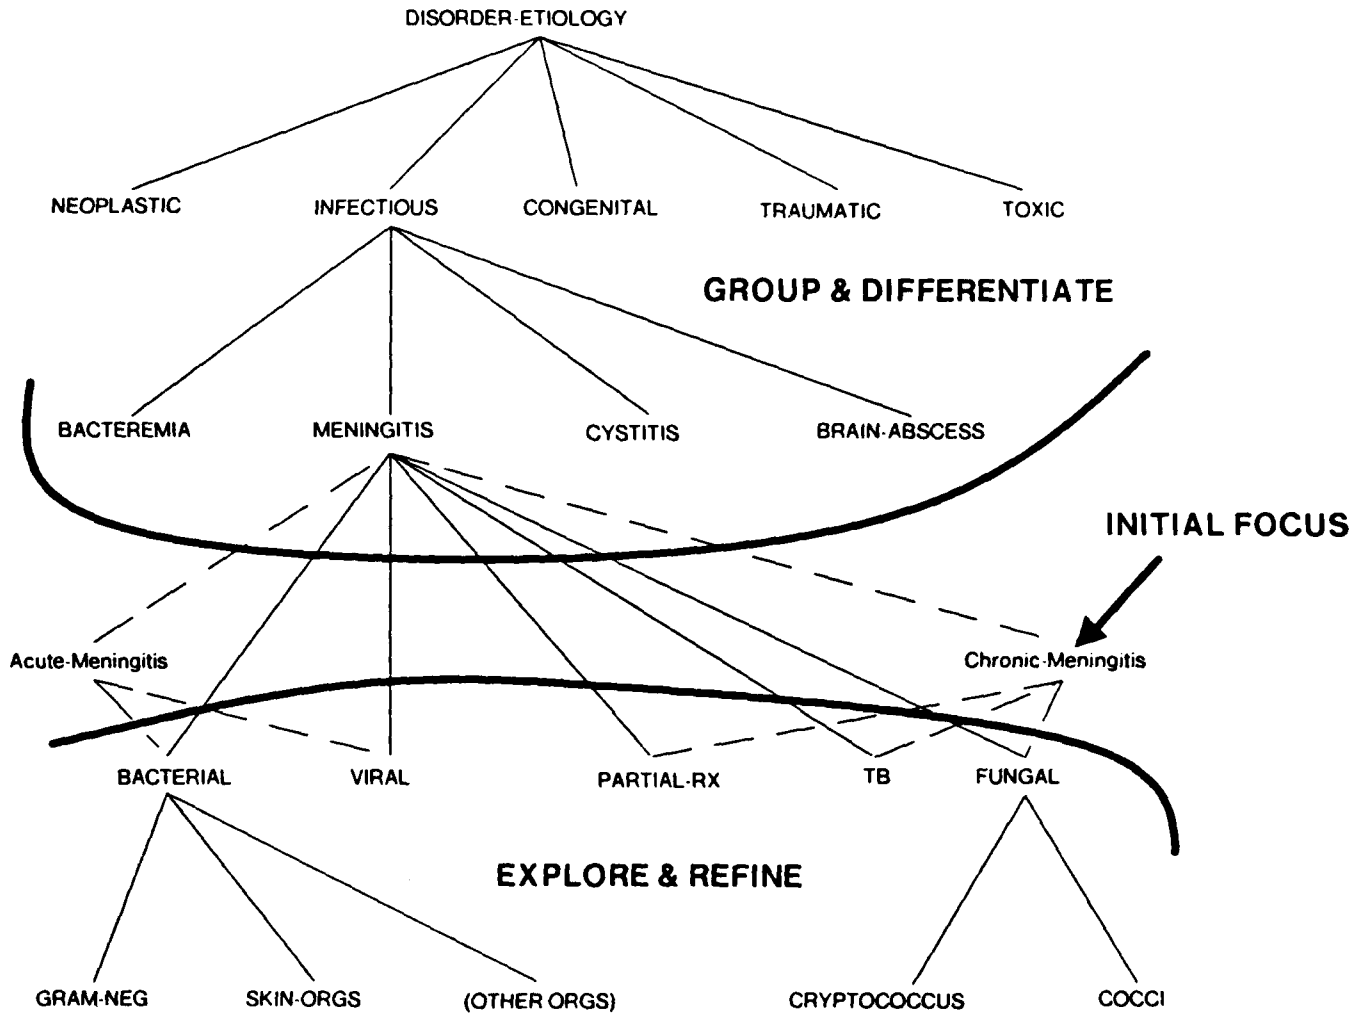 DISORDER-ETIOLOGY
NEOPLASTIC INFECTIOUS CONGENITAL TRAUMATIC TOXIC
GROUP & DIFFERENTIATE
BACTEREMIA MENINGITIS CYSTITIS BRAIN-ABSCESS
INITIAL FOCUS
Acute-Meningitis Chronic-Meningitis
BACTERIAL VIRAL PARTIAL-RX TB FUNGAL
EXPLORE & REFINE
GRAM-NEG SKIN-ORGS (OTHER ORGS) CRYPTOCOCCUS COCCI